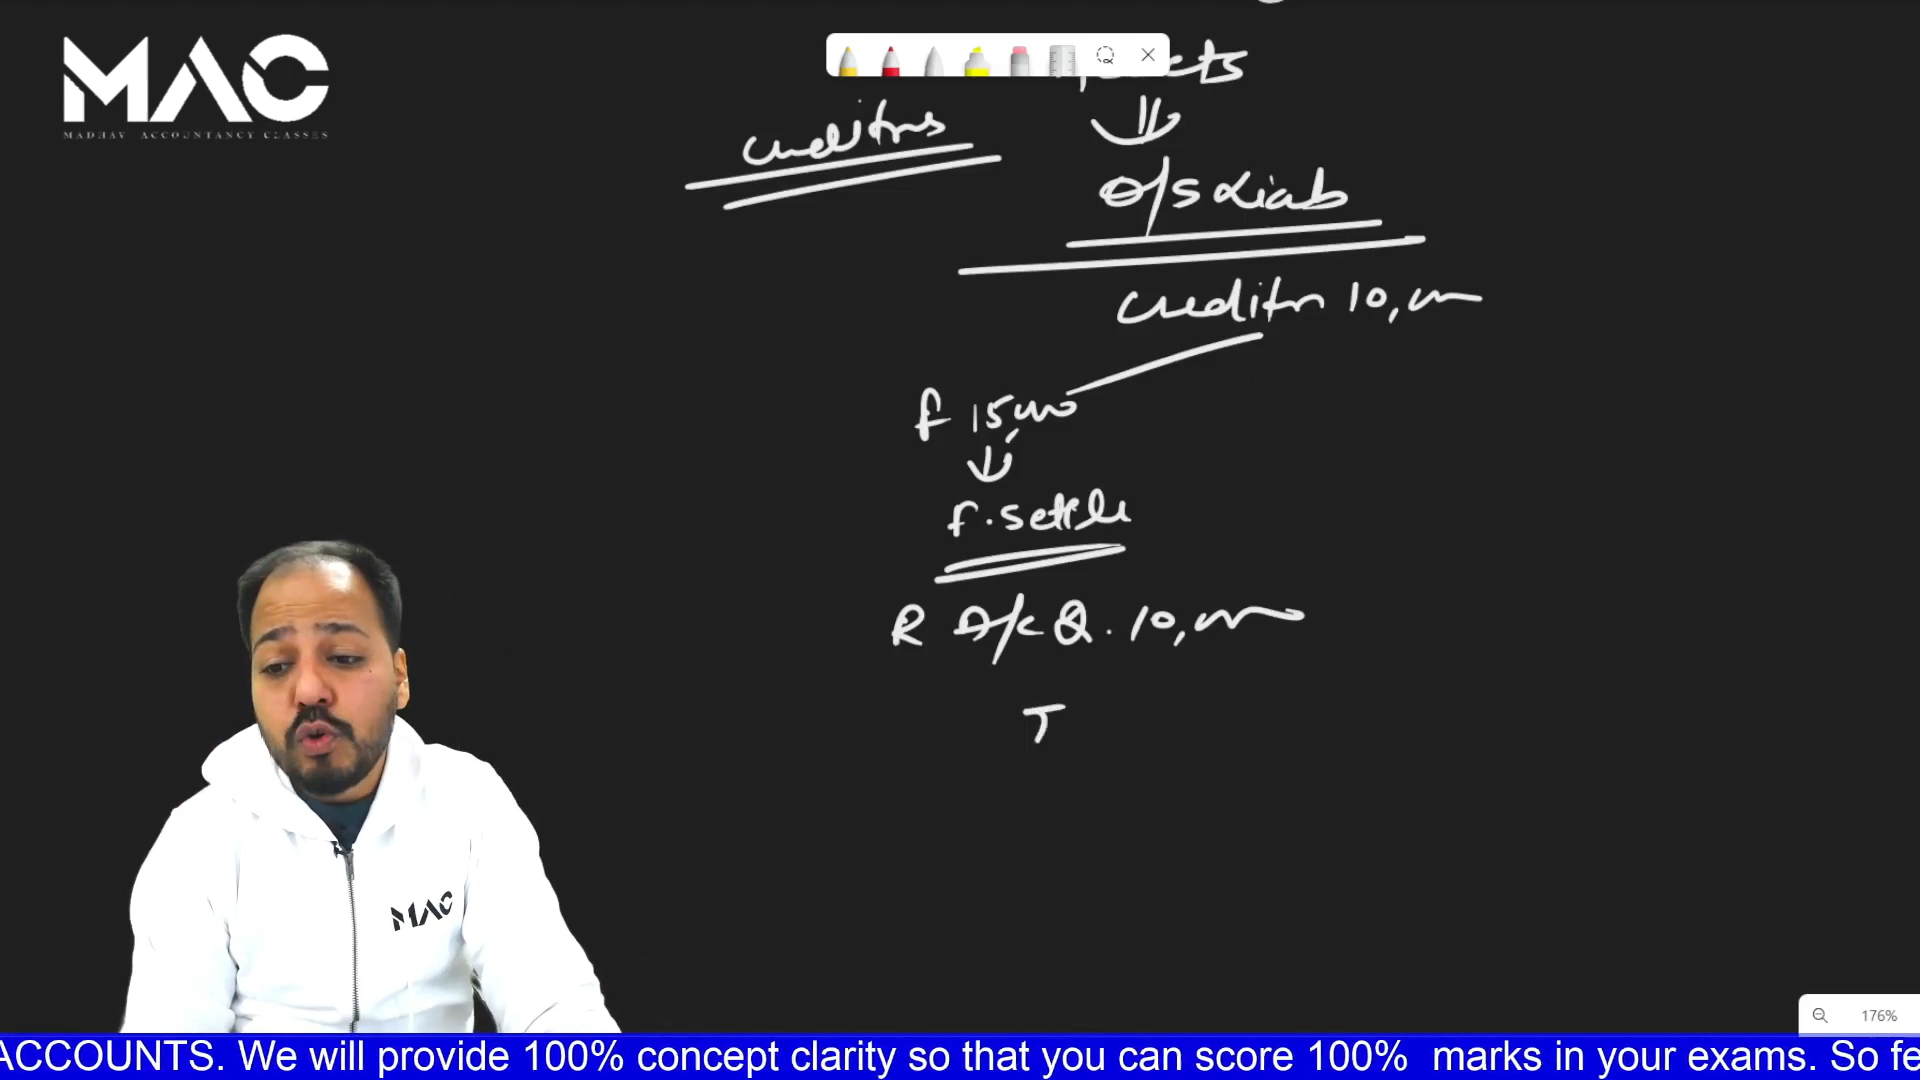 MAC
MADHAV ACCOUNTANCY CLASSES
creditors
O/S Liab
creditor 10,000
F 15,000
F. Settle
R A/c Dr. 10,000
T
MAC
176%
ACCOUNTS. We will provide 100% concept clarity so that you can score 100% marks in your exams. So fe